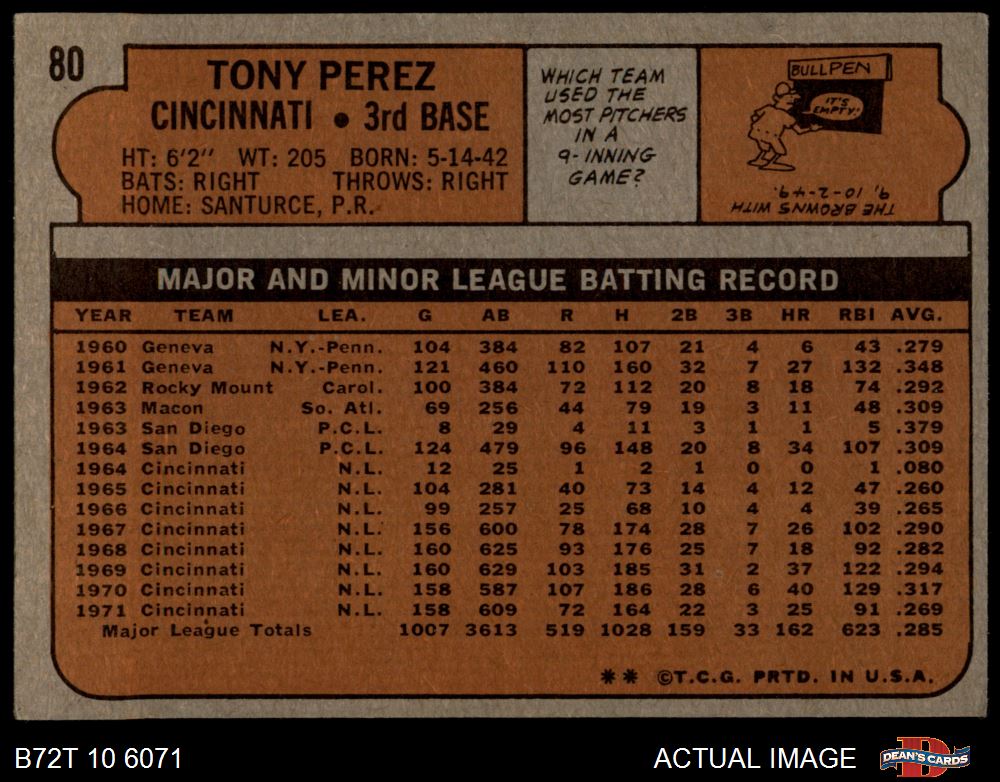 80
TONY PEREZ
CINCINNATI • 3rd BASE
HT: 6'2" WT: 205 BORN: 5-14-42
BATS: RIGHT THROWS: RIGHT
HOME: SANTURCE, P.R.
WHICH TEAM
USED THE
MOST PITCHERS
IN A
9-INNING
GAME?
BULLPEN
IT'S
EMPTY!
THE BROWNS WITH
9, 10-2-49.
MAJOR AND MINOR LEAGUE BATTING RECORD
YEAR TEAM LEA. G AB R H 2B 3B HR RBI AVG.
1960 Geneva N.Y.-Penn. 104 384 82 107 21 4 6 43 .279
1961 Geneva N.Y.-Penn. 121 460 110 160 32 7 27 132 .348
1962 Rocky Mount Carol. 100 384 72 112 20 8 18 74 .292
1963 Macon So. Atl. 69 256 44 79 19 3 11 48 .309
1963 San Diego P.C.L. 8 29 4 11 3 1 1 5 .379
1964 San Diego P.C.L. 124 479 96 148 20 8 34 107 .309
1964 Cincinnati N.L. 12 25 1 2 1 0 0 1 .080
1965 Cincinnati N.L. 104 281 40 73 14 4 12 47 .260
1966 Cincinnati N.L. 99 257 25 68 10 4 4 39 .265
1967 Cincinnati N.L. 156 600 78 174 28 7 26 102 .290
1968 Cincinnati N.L. 160 625 93 176 25 7 18 92 .282
1969 Cincinnati N.L. 160 629 103 185 31 2 37 122 .294
1970 Cincinnati N.L. 158 587 107 186 28 6 40 129 .317
1971 Cincinnati N.L. 158 609 72 164 22 3 25 91 .269
Major League Totals 1007 3613 519 1028 159 33 162 623 .285
** ©T.C.G. PRTD. IN U.S.A.
B72T 10 6071
ACTUAL IMAGE
DEAN'S CARDS